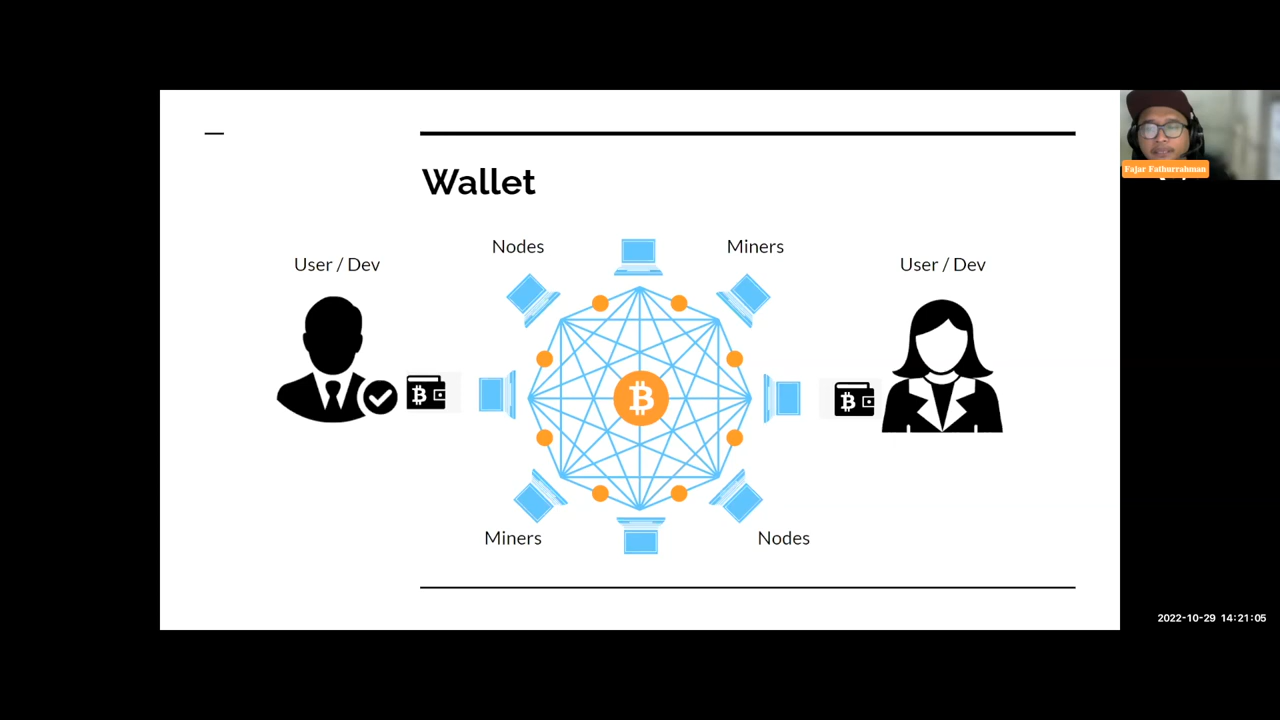 Wallet
Nodes
Miners
User / Dev
User / Dev
Miners
Nodes
Fajar Fathurrahman
2022-10-29 14:21:05